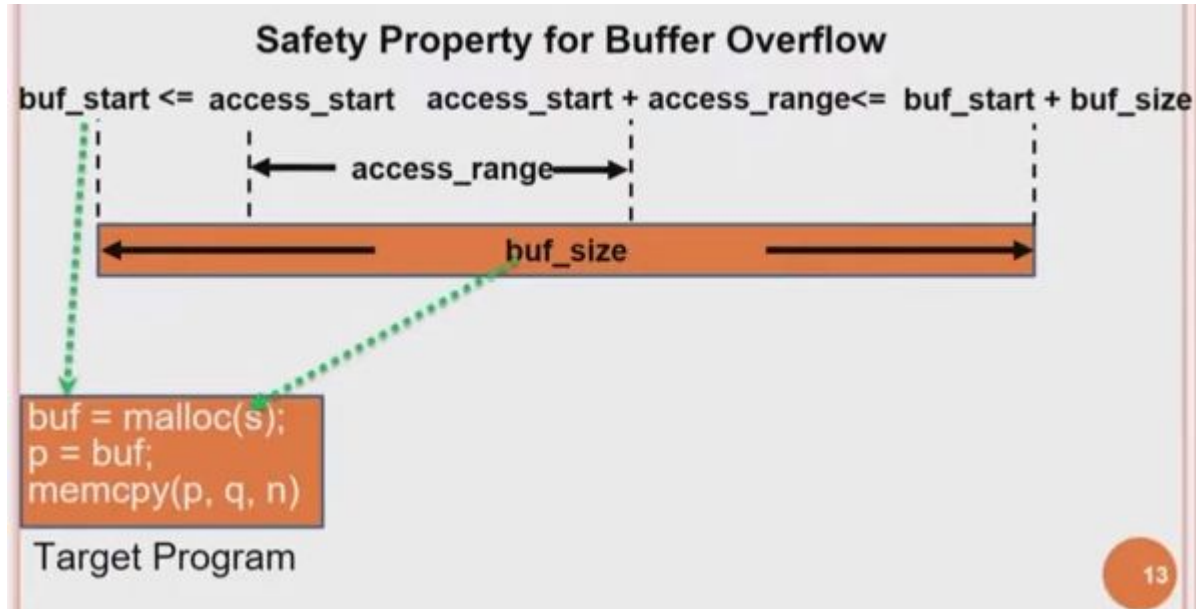 Safety Property for Buffer Overflow
buf_start <= access_start access_start + access_range<= buf_start + buf_size
access_range
buf_size
buf = malloc(s);
p = buf;
memcpy(p, q, n)
Target Program
13